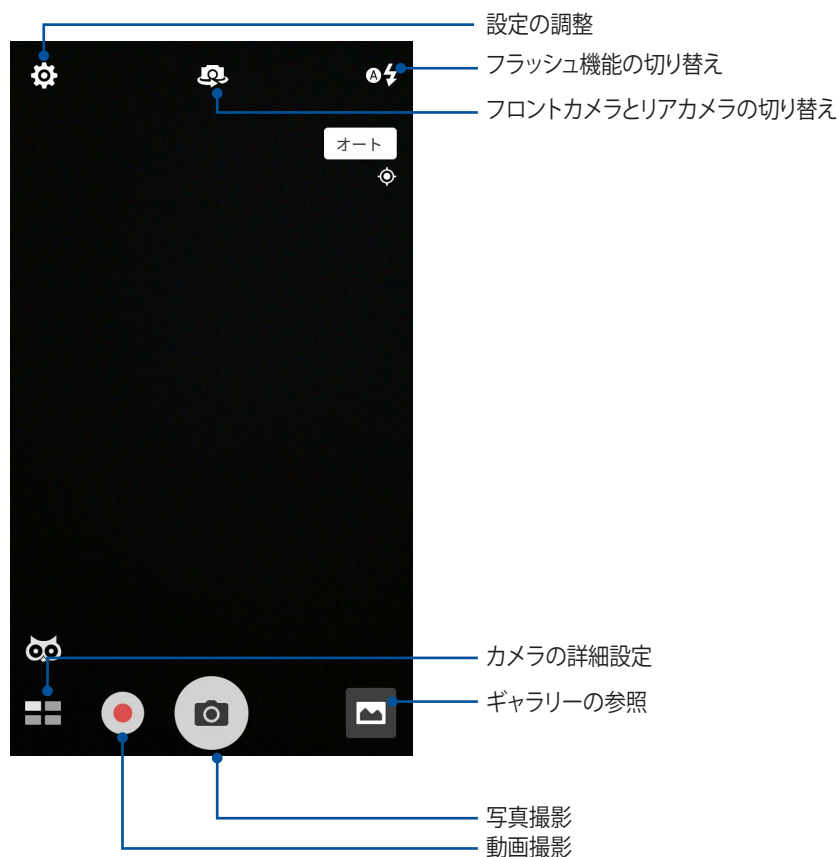 設定の調整
フラッシュ機能の切り替え
A
フロントカメラとリアカメラの切り替え
オート
カメラの詳細設定
ギャラリーの参照
写真撮影
動画撮影